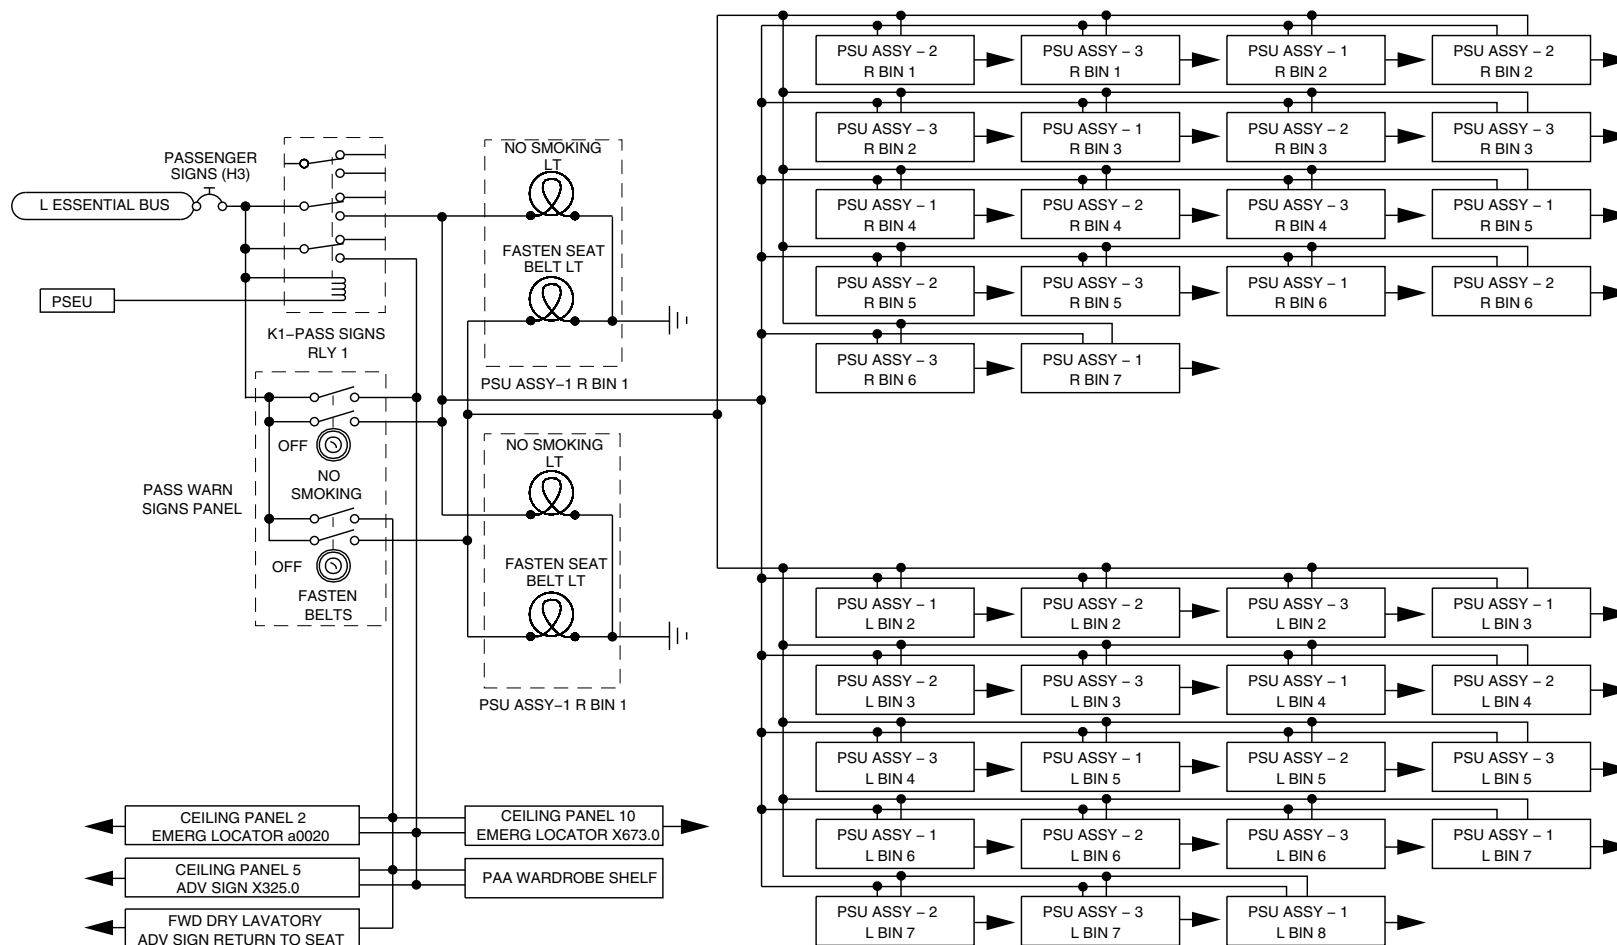 PASSENGER
SIGNS (H3)
L ESSENTIAL BUS
PSEU
K1–PASS SIGNS
RLY 1
NO SMOKING
LT
FASTEN SEAT
BELT LT
PSU ASSY–1 R BIN 1
PASS WARN
SIGNS PANEL
OFF
NO
SMOKING
OFF
FASTEN
BELTS
NO SMOKING
LT
FASTEN SEAT
BELT LT
PSU ASSY–1 R BIN 1
CEILING PANEL 2
EMERG LOCATOR a0020
CEILING PANEL 10
EMERG LOCATOR X673.0
CEILING PANEL 5
ADV SIGN X325.0
PAA WARDROBE SHELF
FWD DRY LAVATORY
ADV SIGN RETURN TO SEAT
PSU ASSY – 2
R BIN 1
PSU ASSY – 3
R BIN 1
PSU ASSY – 1
R BIN 2
PSU ASSY – 2
R BIN 2
PSU ASSY – 3
R BIN 2
PSU ASSY – 1
R BIN 3
PSU ASSY – 2
R BIN 3
PSU ASSY – 3
R BIN 3
PSU ASSY – 1
R BIN 4
PSU ASSY – 2
R BIN 4
PSU ASSY – 3
R BIN 4
PSU ASSY – 1
R BIN 5
PSU ASSY – 2
R BIN 5
PSU ASSY – 3
R BIN 5
PSU ASSY – 1
R BIN 6
PSU ASSY – 2
R BIN 6
PSU ASSY – 3
R BIN 6
PSU ASSY – 1
R BIN 7
PSU ASSY – 1
L BIN 2
PSU ASSY – 2
L BIN 2
PSU ASSY – 3
L BIN 2
PSU ASSY – 1
L BIN 3
PSU ASSY – 2
L BIN 3
PSU ASSY – 3
L BIN 3
PSU ASSY – 1
L BIN 4
PSU ASSY – 2
L BIN 4
PSU ASSY – 3
L BIN 4
PSU ASSY – 1
L BIN 5
PSU ASSY – 2
L BIN 5
PSU ASSY – 3
L BIN 5
PSU ASSY – 1
L BIN 6
PSU ASSY – 2
L BIN 6
PSU ASSY – 3
L BIN 6
PSU ASSY – 1
L BIN 7
PSU ASSY – 2
L BIN 7
PSU ASSY – 3
L BIN 7
PSU ASSY – 1
L BIN 8